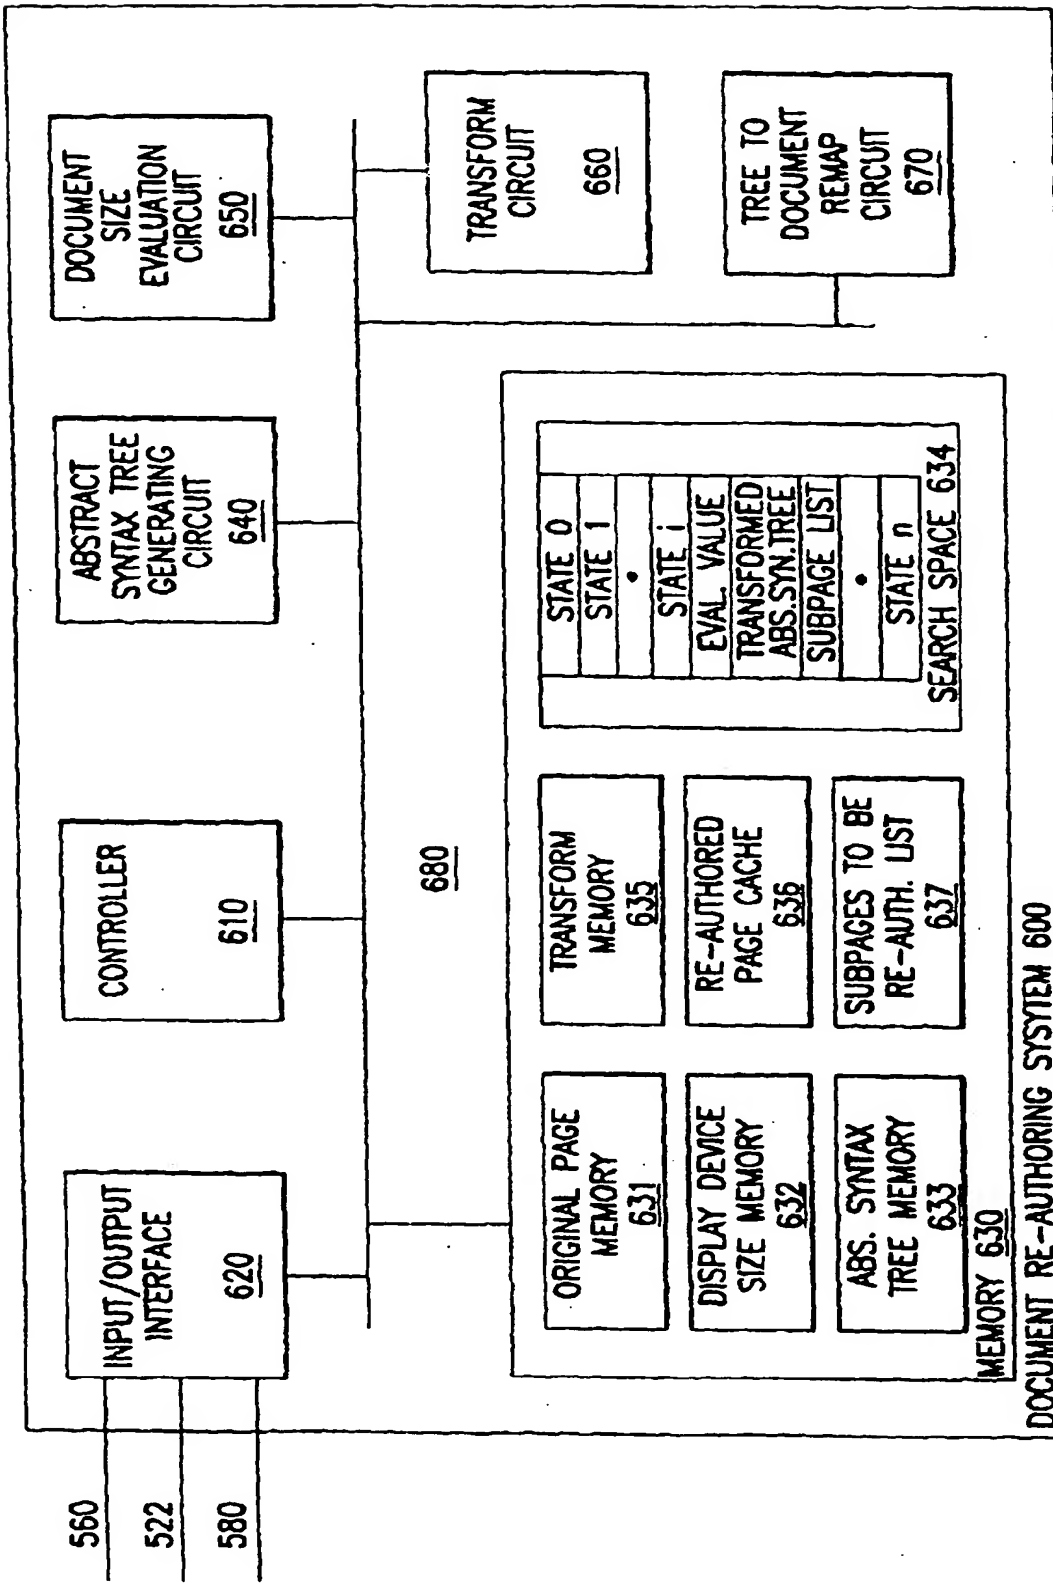 560
522
580
INPUT/OUTPUT
INTERFACE
620
CONTROLLER
610
ABSTRACT
SYNTAX TREE
GENERATING
CIRCUIT
640
DOCUMENT
SIZE
EVALUATION
CIRCUIT
650
TRANSFORM
CIRCUIT
660
TREE TO
DOCUMENT
REMAP
CIRCUIT
670
680
ORIGINAL PAGE
MEMORY
631
DISPLAY DEVICE
SIZE MEMORY
632
ABS. SYNTAX
TREE MEMORY
633
TRANSFORM
MEMORY
635
RE-AUTHORED
PAGE CACHE
636
SUBPAGES TO BE
RE-AUTH. LIST
637
STATE 0
STATE 1
•
STATE i
EVAL. VALUE
TRANSFORMED
ABS.SYN.TREE
SUBPAGE LIST
•
STATE n
SEARCH SPACE 634
MEMORY 630
DOCUMENT RE-AUTHORING SYSYTEM 600